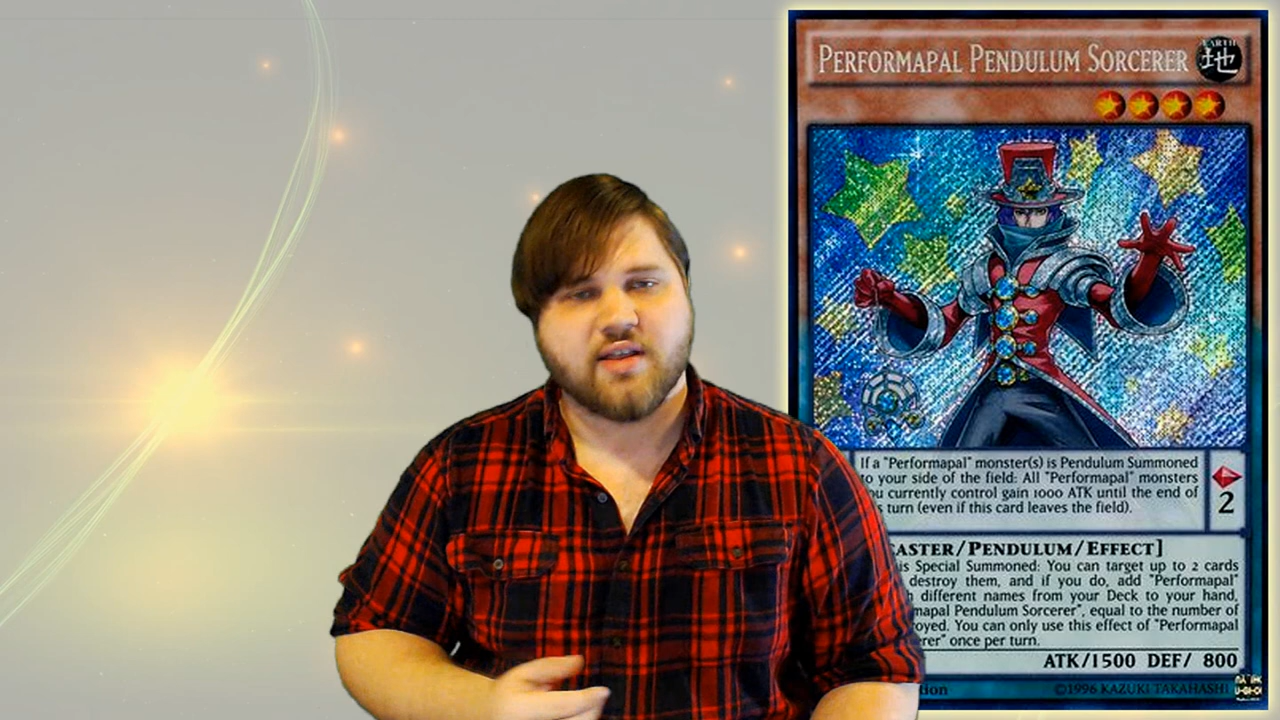 PERFORMAPAL PENDULUM SORCERER
EARTH
地
If a "Performapal" monster(s) is Pendulum Summoned
to your side of the field: All "Performapal" monsters
you currently control gain 1000 ATK until the end of
turn (even if this card leaves the field).
2
/PENDULUM/EFFECT]
is Special Summoned: You can target up to 2 cards
destroy them, and if you do, add "Performapal"
different names from your Deck to your hand,
Pendulum Sorcerer", equal to the number of
You can only use this effect of "Performapal
once per turn.
ATK/1500 DEF/ 800
©1996 KAZUKI TAKAHASHI